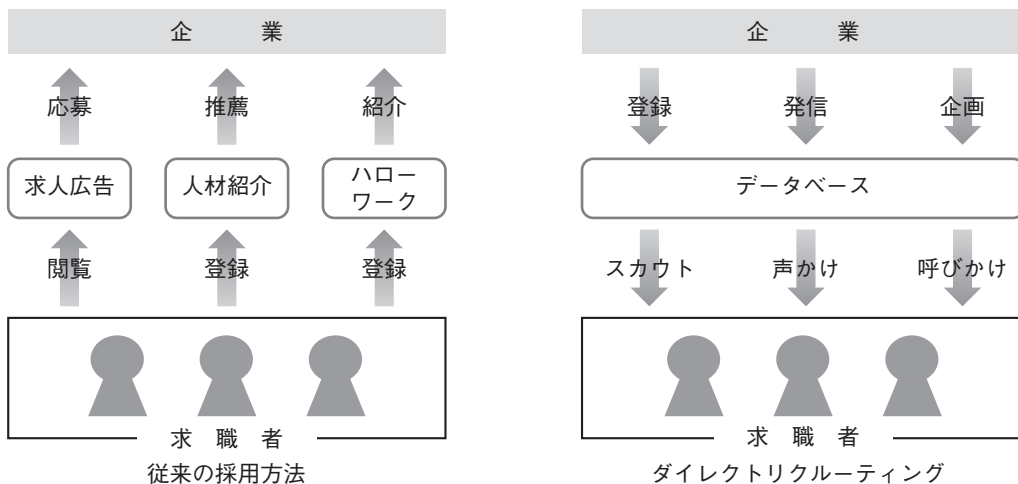 企業
応募
推薦
紹介
求人広告
人材紹介
ハロー
ワーク
閲覧
登録
登録
求職者
従来の採用方法
企業
登録
発信
企画
データベース
スカウト
声かけ
呼びかけ
求職者
ダイレクトリクルーティング